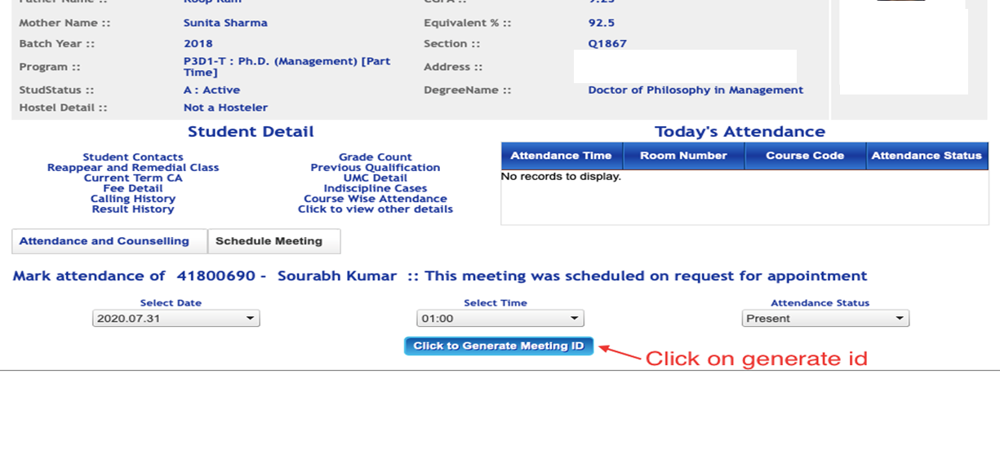 Father Name :: Roop Ram CGPA :: 9.25
Mother Name :: Sunita Sharma Equivalent % :: 92.5
Batch Year :: 2018 Section :: Q1867
Program :: P3D1-T : Ph.D. (Management) [Part Time] Address ::
StudStatus :: A : Active DegreeName :: Doctor of Philosophy in Management
Hostel Detail :: Not a Hosteler
Student Detail
Student Contacts Grade Count
Reappear and Remedial Class Previous Qualification
Current Term CA UMC Detail
Fee Detail Indiscipline Cases
Calling History Course Wise Attendance
Result History Click to view other details
Today's Attendance
Attendance Time Room Number Course Code Attendance Status
No records to display.
Attendance and Counselling Schedule Meeting
Mark attendance of 41800690 - Sourabh Kumar :: This meeting was scheduled on request for appointment
Select Date Select Time Attendance Status
2020.07.31 01:00 Present
Click to Generate Meeting ID
Click on generate id